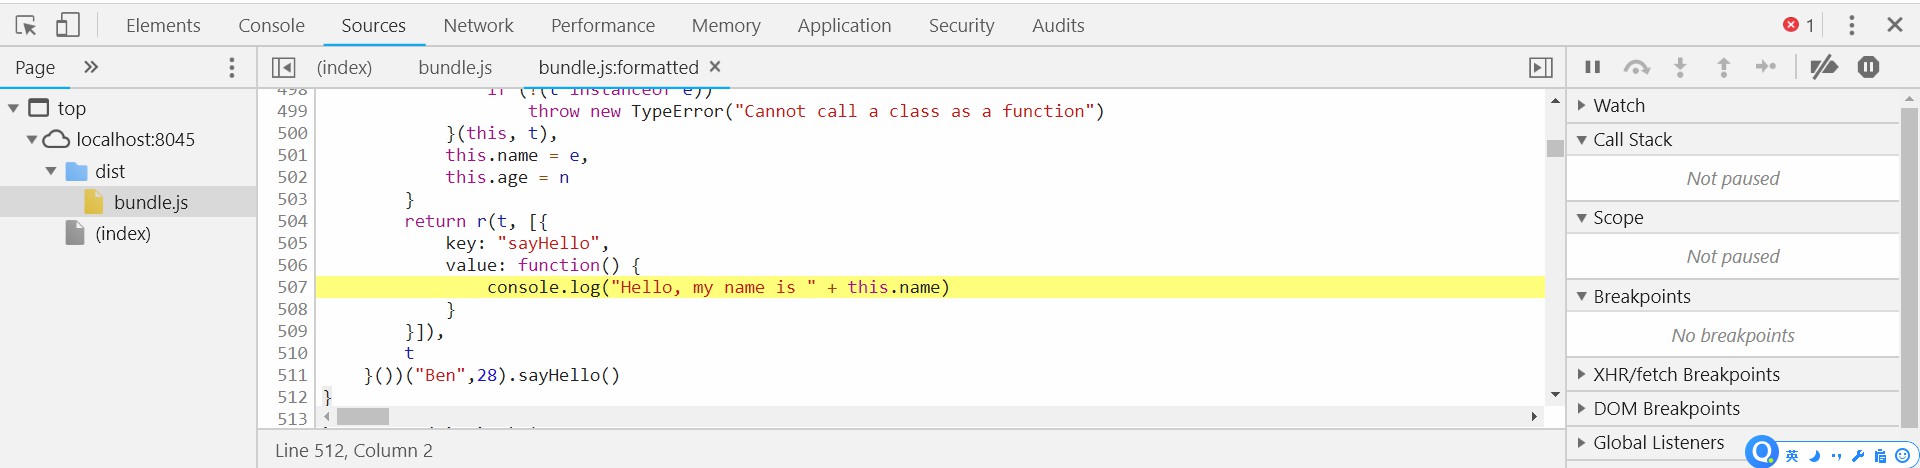 Elements Console Sources Network Performance Memory Application Security Audits 1
Page » (index) bundle.js bundle.js:formatted ×
top
localhost:8045
dist
bundle.js
(index)
498 if (!(t instanceof e))
499 throw new TypeError("Cannot call a class as a function")
500 }(this, t),
501 this.name = e,
502 this.age = n
503 }
504 return r(t, [{
505 key: "sayHello",
506 value: function() {
507 console.log("Hello, my name is " + this.name)
508 }
509 }]),
510 t
511 }())("Ben",28).sayHello()
512 }
513
Line 512, Column 2
Watch
Call Stack
Not paused
Scope
Not paused
Breakpoints
No breakpoints
XHR/fetch Breakpoints
DOM Breakpoints
Global Listeners
英